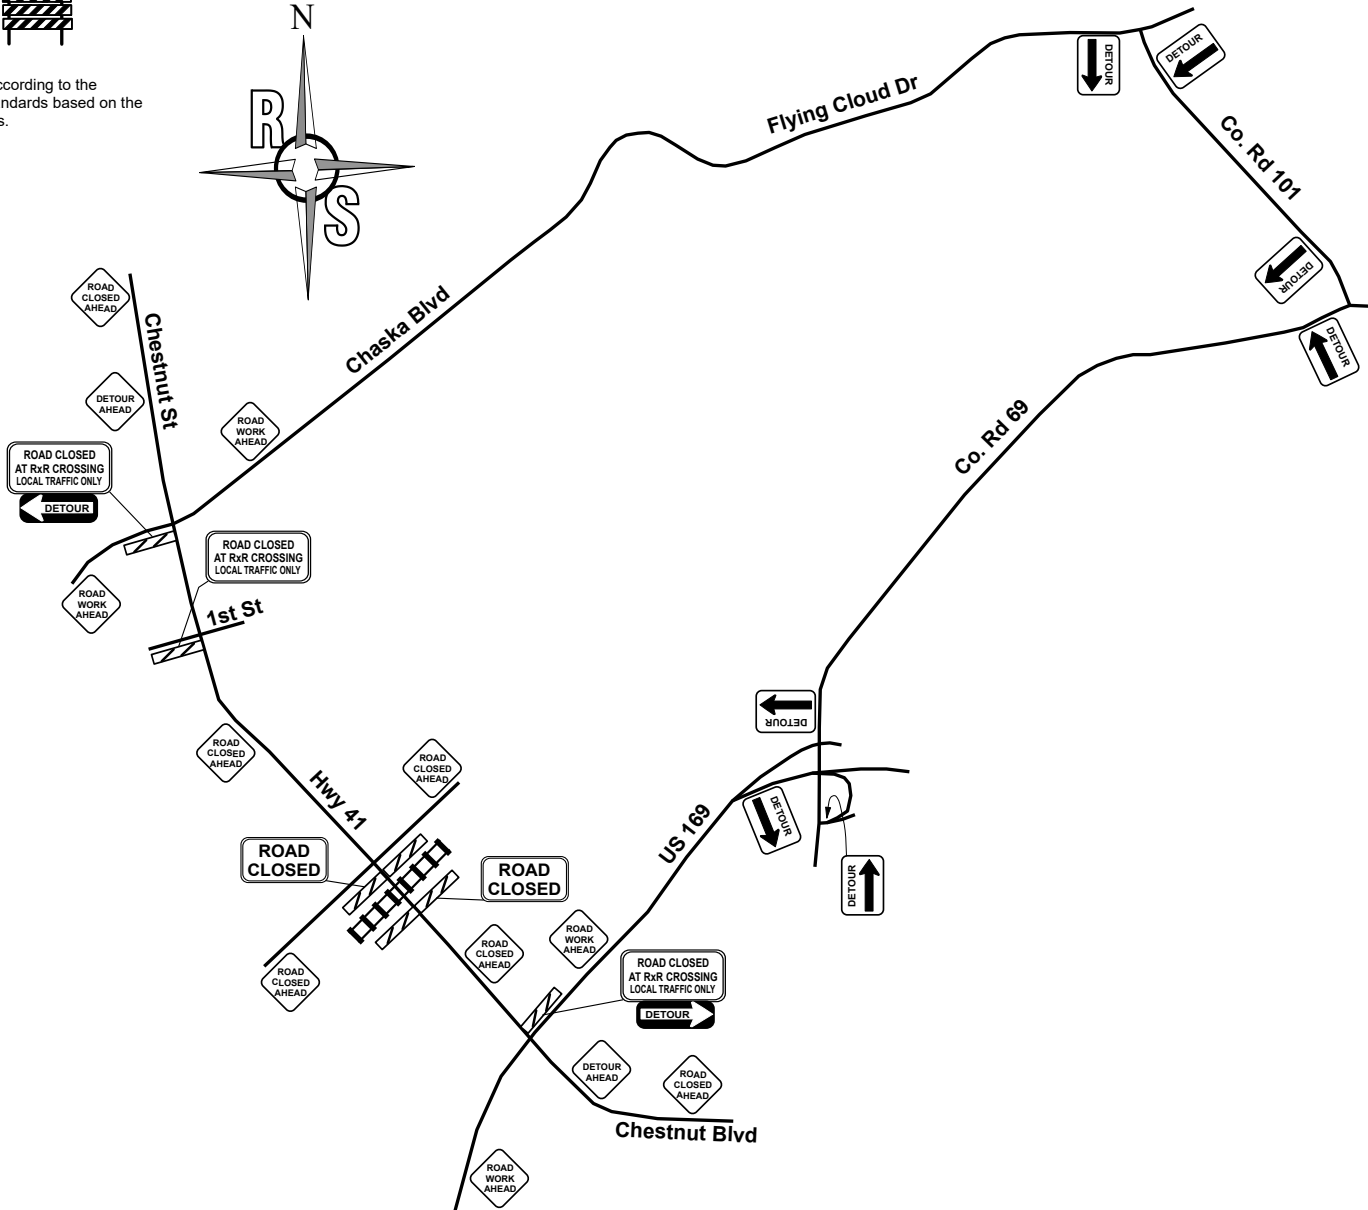 N
R
S
ccording to the
ndards based on the
s.
Flying Cloud Dr
DETOUR
DETOUR
Co. Rd 101
DETOUR
DETOUR
Chaska Blvd
Co. Rd 69
ROAD
CLOSED
AHEAD
Chestnut St
DETOUR
AHEAD
ROAD
WORK
AHEAD
ROAD CLOSED
AT RxR CROSSING
LOCAL TRAFFIC ONLY
DETOUR
ROAD CLOSED
AT RxR CROSSING
LOCAL TRAFFIC ONLY
ROAD
WORK
AHEAD
1st St
ROAD
CLOSED
AHEAD
Hwy 41
ROAD
CLOSED
AHEAD
DETOUR
US 169
DETOUR
DETOUR
ROAD
CLOSED
ROAD
CLOSED
ROAD
CLOSED
AHEAD
ROAD
CLOSED
AHEAD
ROAD
WORK
AHEAD
ROAD CLOSED
AT RxR CROSSING
LOCAL TRAFFIC ONLY
DETOUR
DETOUR
AHEAD
ROAD
CLOSED
AHEAD
Chestnut Blvd
ROAD
WORK
AHEAD